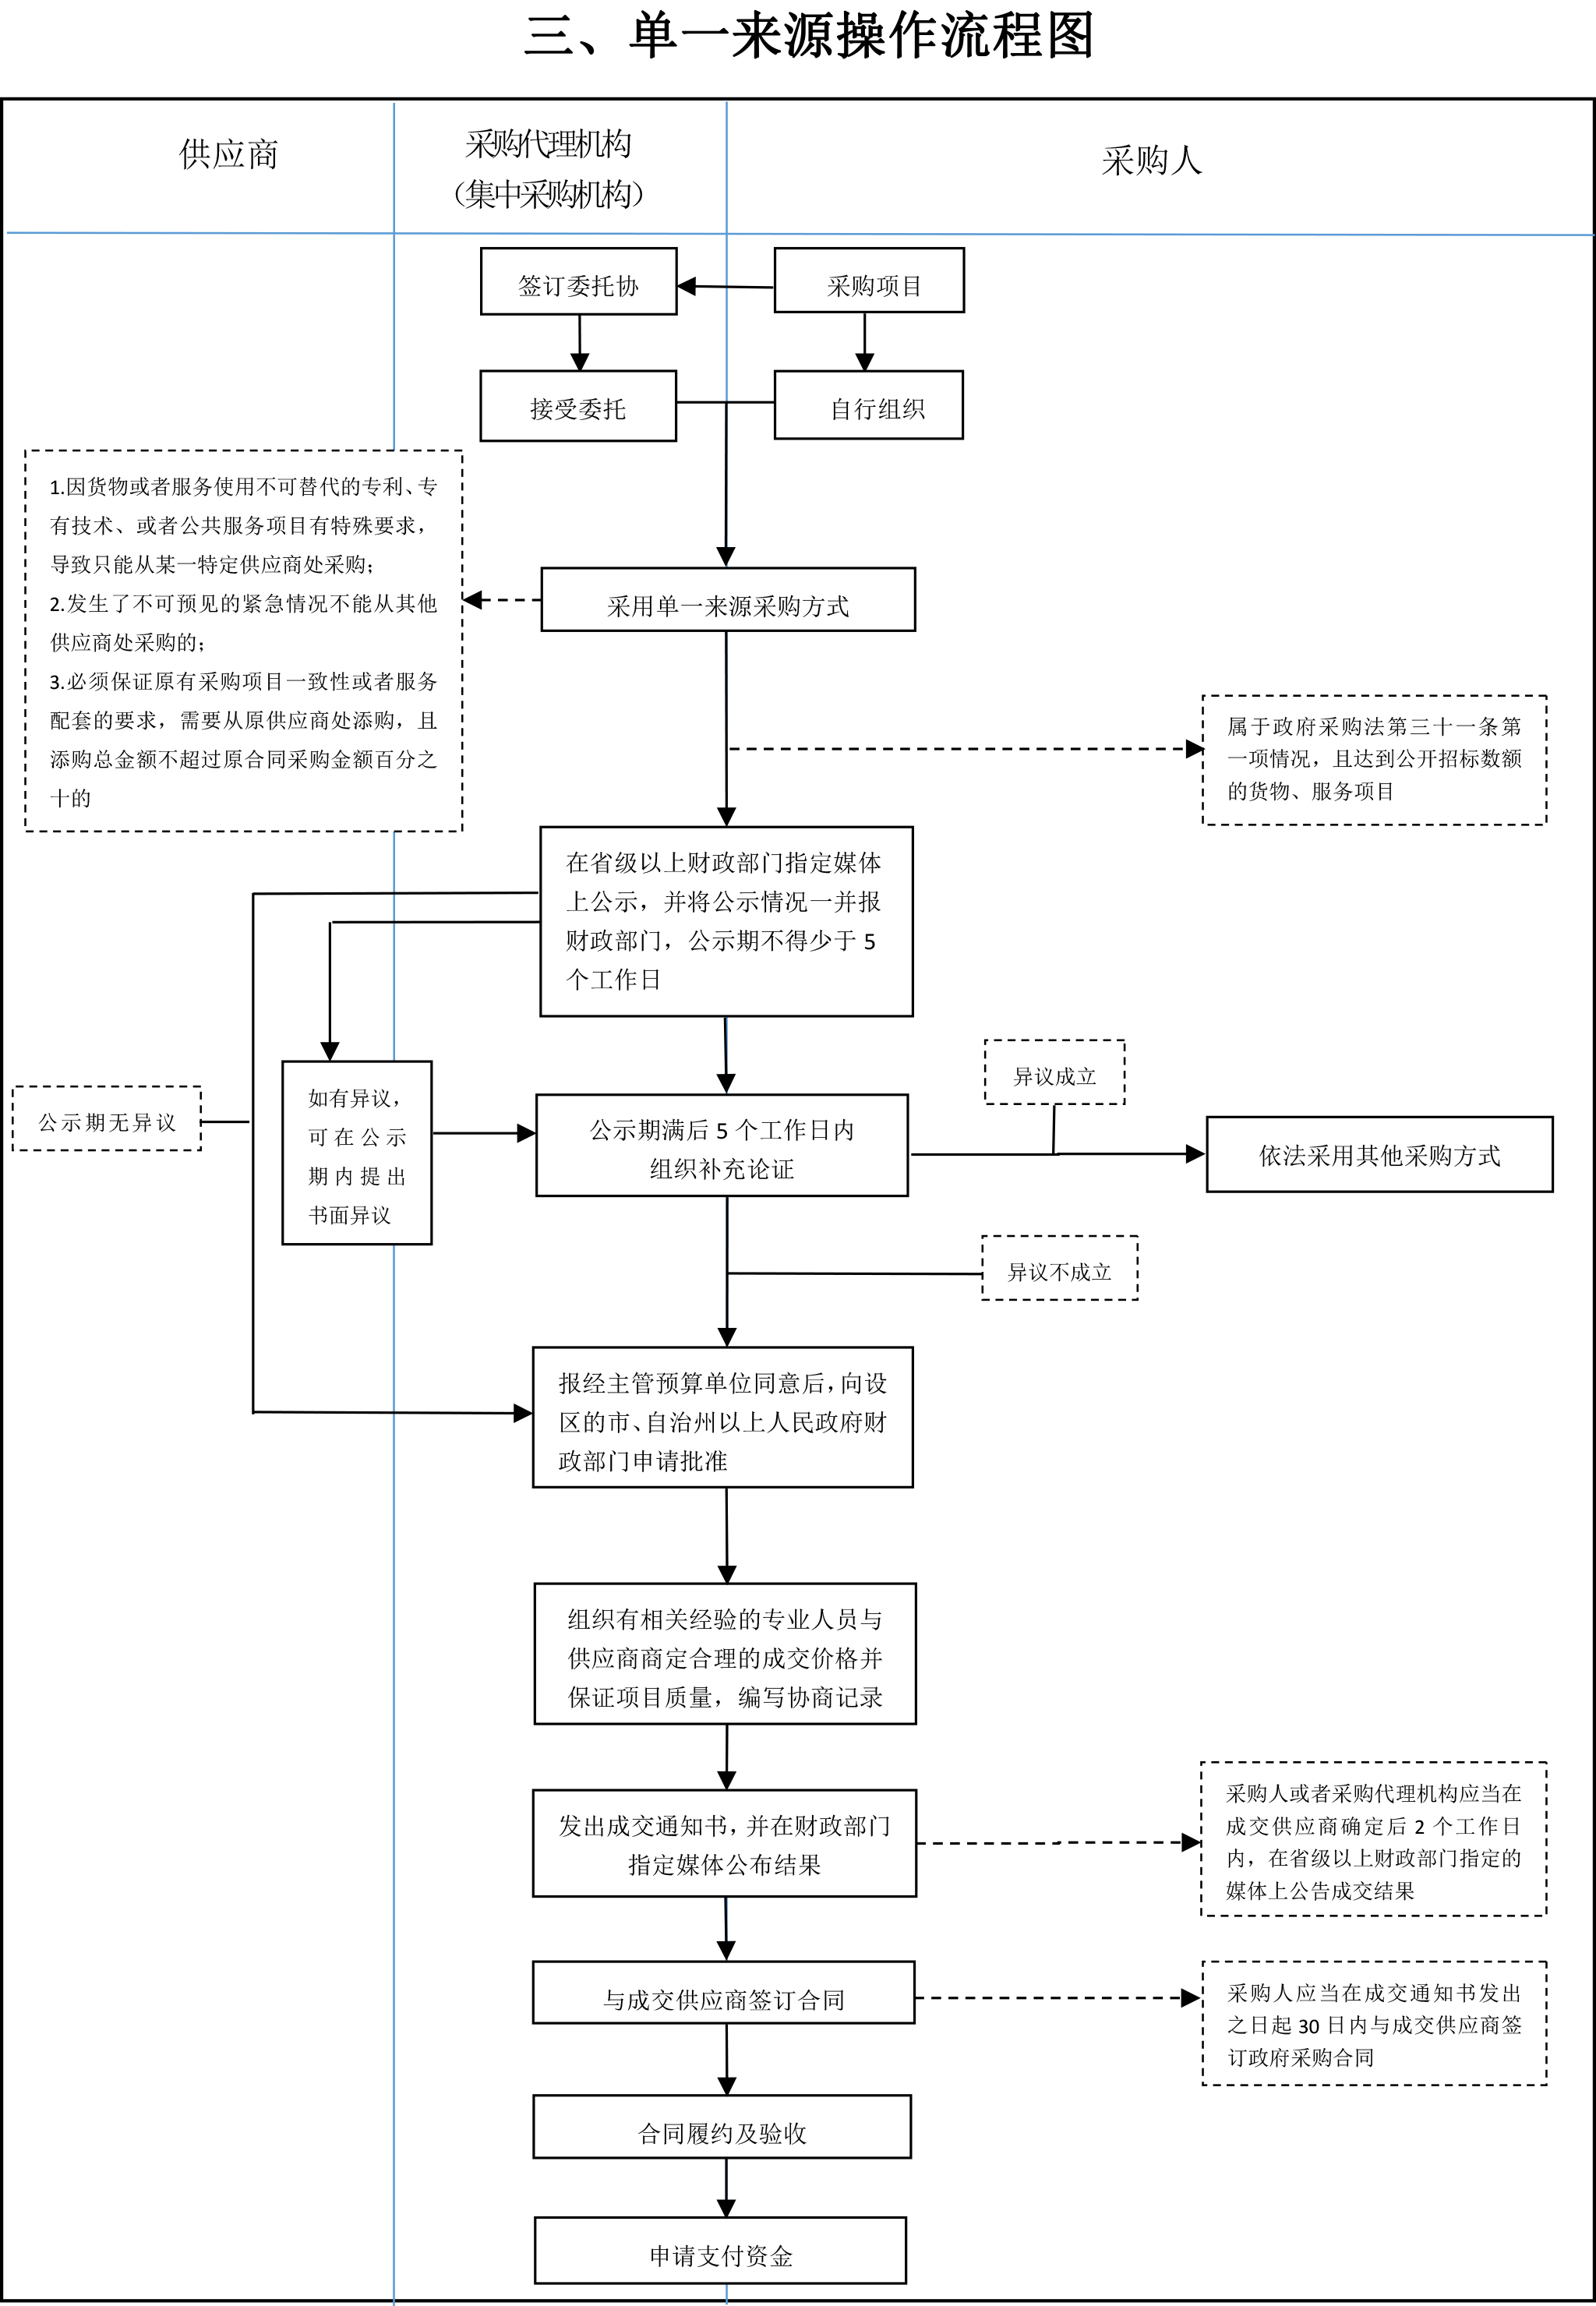 三、单一来源操作流程图
供应商
采购代理机构
（集中采购机构）
采购人
签订委托协
采购项目
接受委托
自行组织
1.因货物或者服务使用不可替代的专利、专
有技术、或者公共服务项目有特殊要求，
导致只能从某一特定供应商处采购；
2.发生了不可预见的紧急情况不能从其他
供应商处采购的；
3.必须保证原有采购项目一致性或者服务
配套的要求，需要从原供应商处添购，且
添购总金额不超过原合同采购金额百分之
十的
采用单一来源采购方式
属于政府采购法第三十一条第
一项情况，且达到公开招标数额
的货物、服务项目
在省级以上财政部门指定媒体
上公示，并将公示情况一并报
财政部门，公示期不得少于 5
个工作日
公示期无异议
如有异议，
可在公示
期内提出
书面异议
公示期满后 5 个工作日内
组织补充论证
异议成立
依法采用其他采购方式
异议不成立
报经主管预算单位同意后，向设
区的市、自治州以上人民政府财
政部门申请批准
组织有相关经验的专业人员与
供应商商定合理的成交价格并
保证项目质量，编写协商记录
发出成交通知书，并在财政部门
指定媒体公布结果
采购人或者采购代理机构应当在
成交供应商确定后 2 个工作日
内，在省级以上财政部门指定的
媒体上公告成交结果
与成交供应商签订合同
采购人应当在成交通知书发出
之日起 30 日内与成交供应商签
订政府采购合同
合同履约及验收
申请支付资金